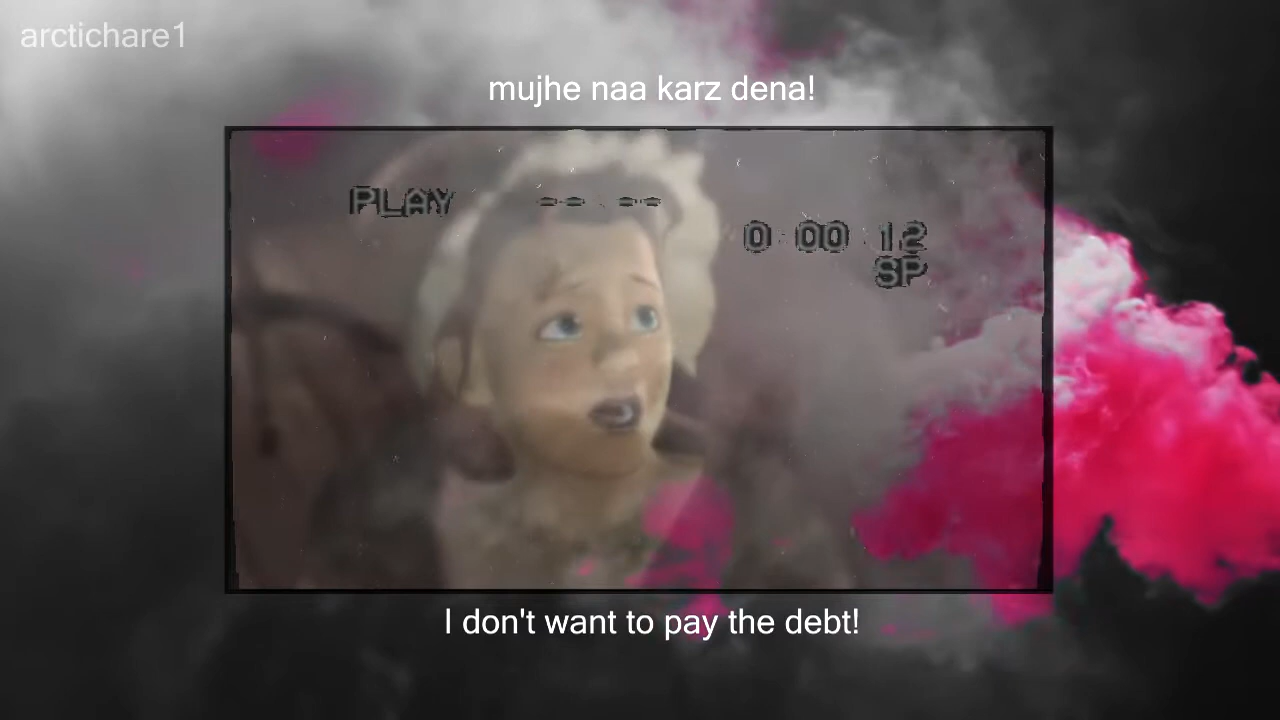 arctichare1
mujhe naa karz dena!
PLAY --:--
0:00:12
SP
I don't want to pay the debt!